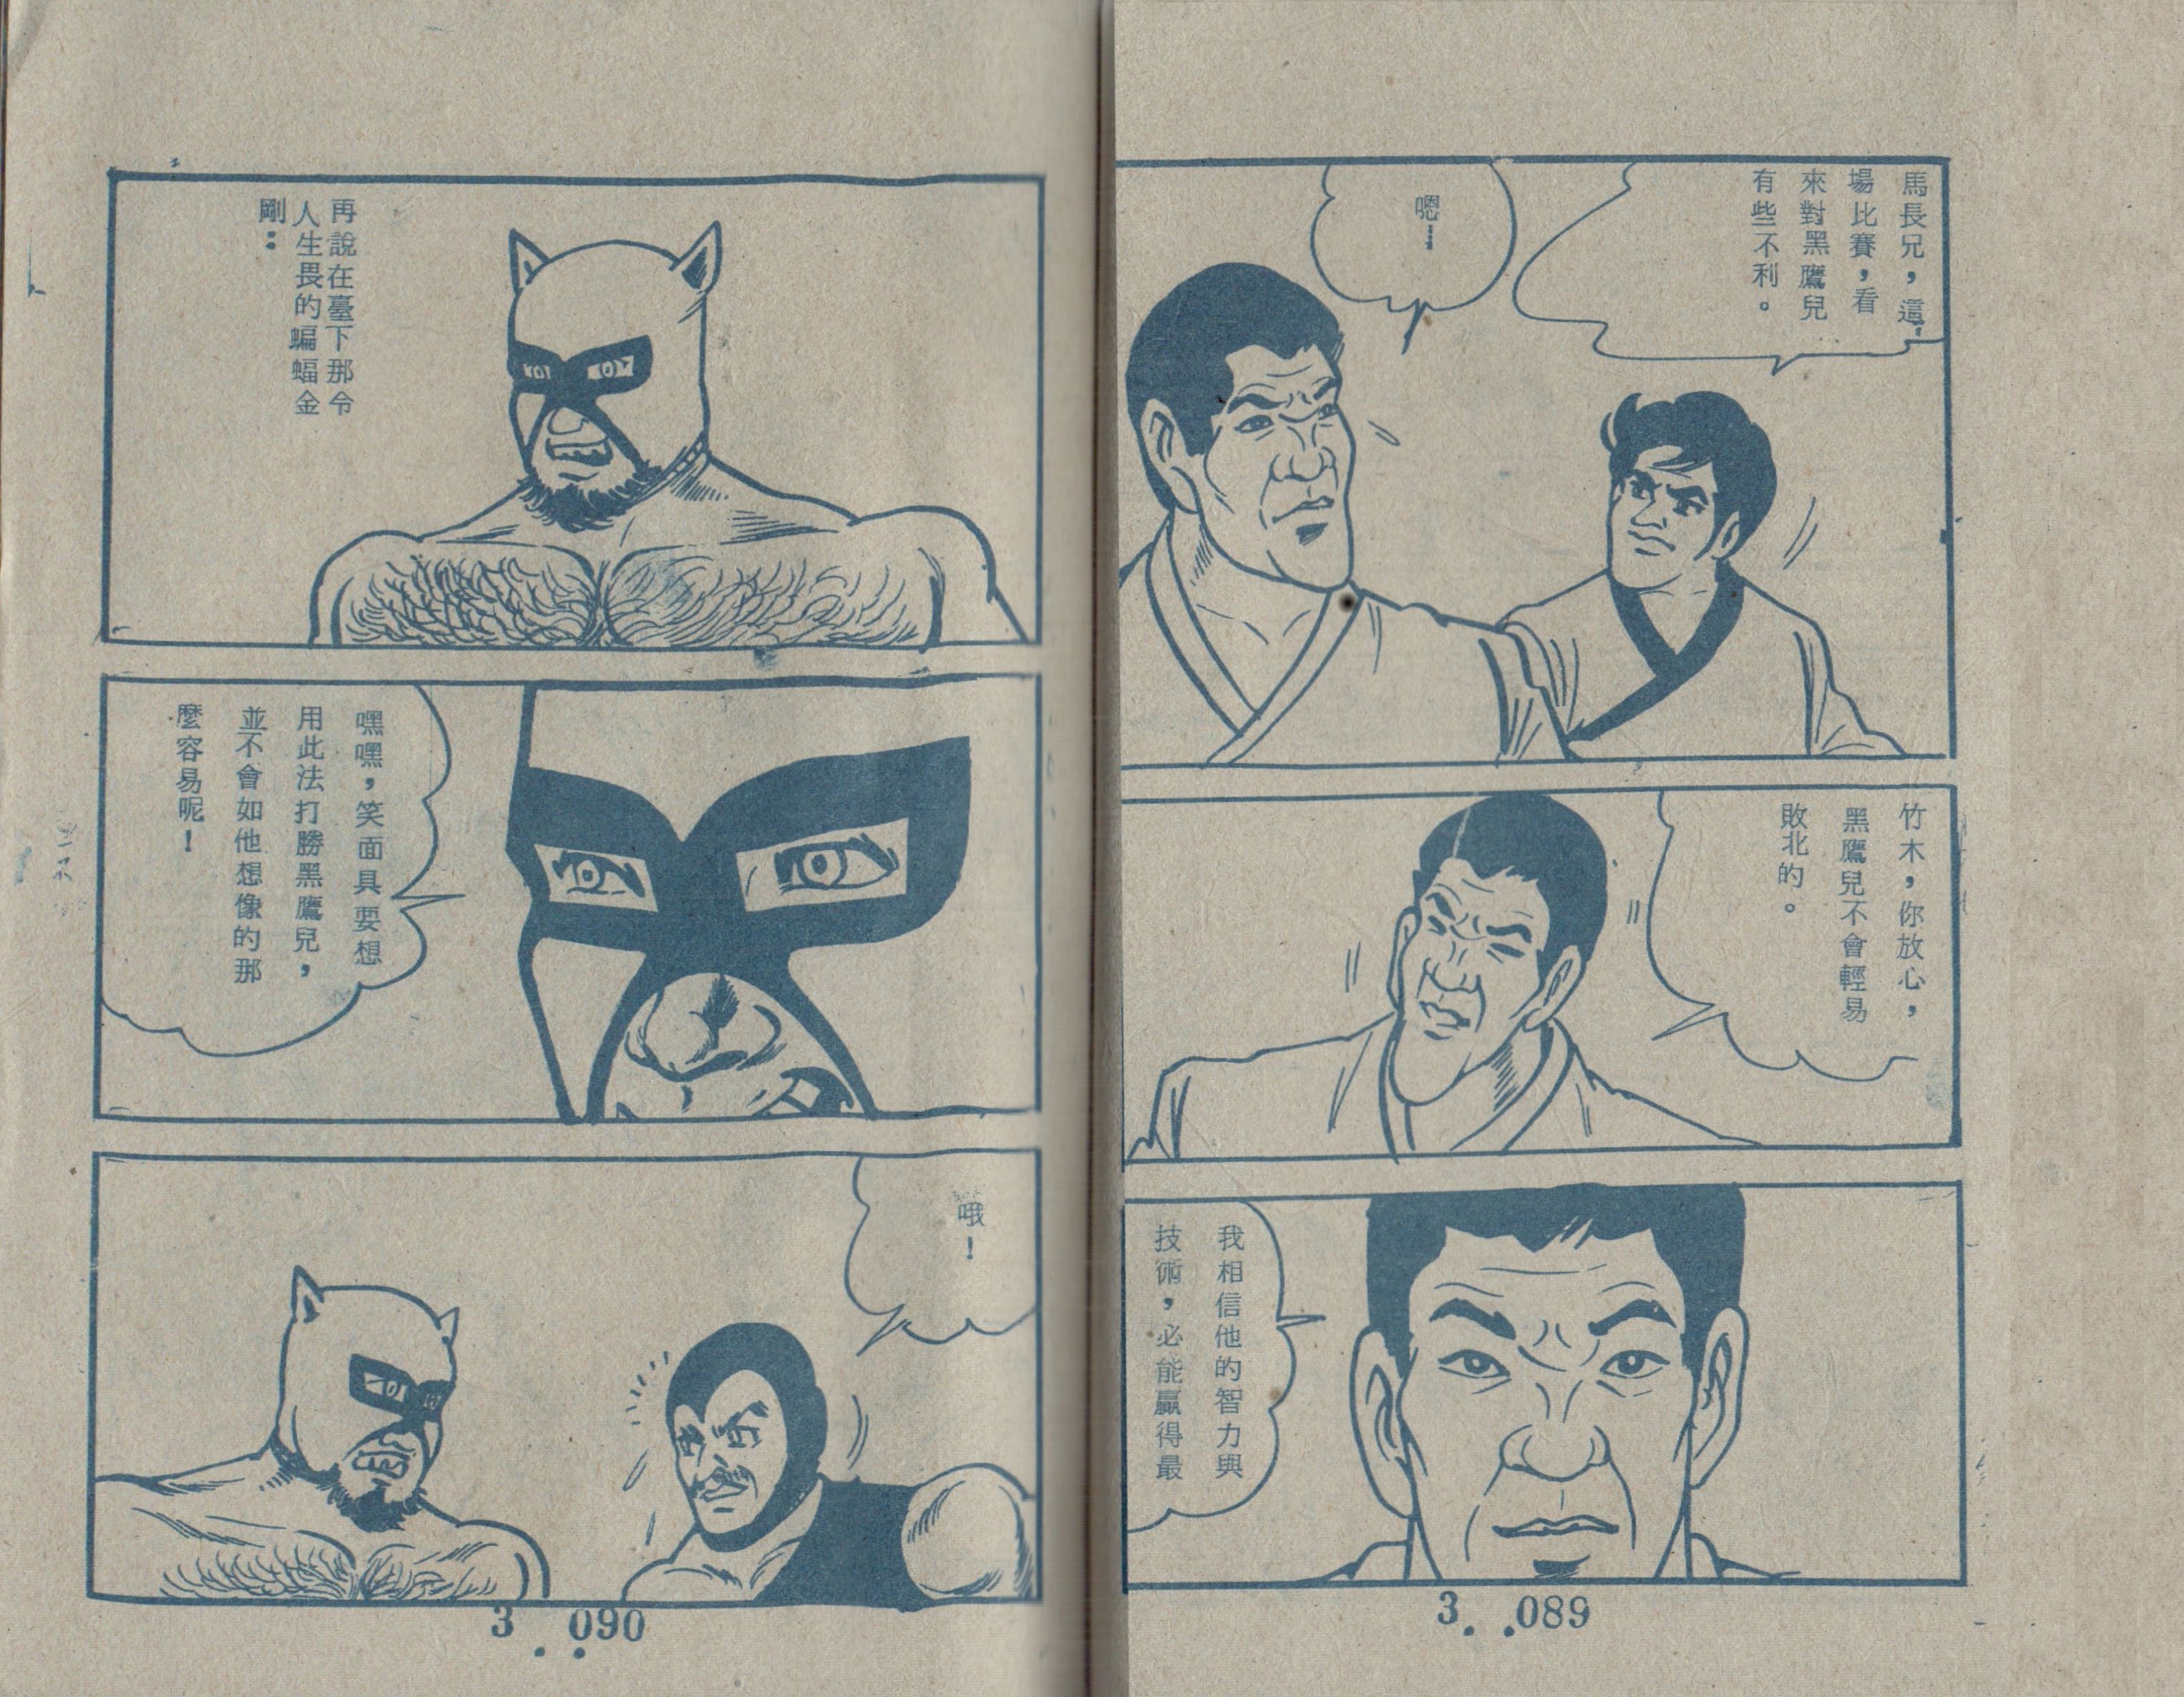 馬長兄，這
場比賽，看
來對黑鷹兒
有些不利。
嗯！
竹木，你放心，
黑鷹兒不會輕易
敗北的。
我相信他的智力與
技術，必能贏得最
3..089
再說在臺下那令
人生畏的蝙蝠金
剛：
嘿嘿，笑面具要想
用此法打勝黑鷹兒，
並不會如他想像的那
麼容易呢！
哦！
3..090